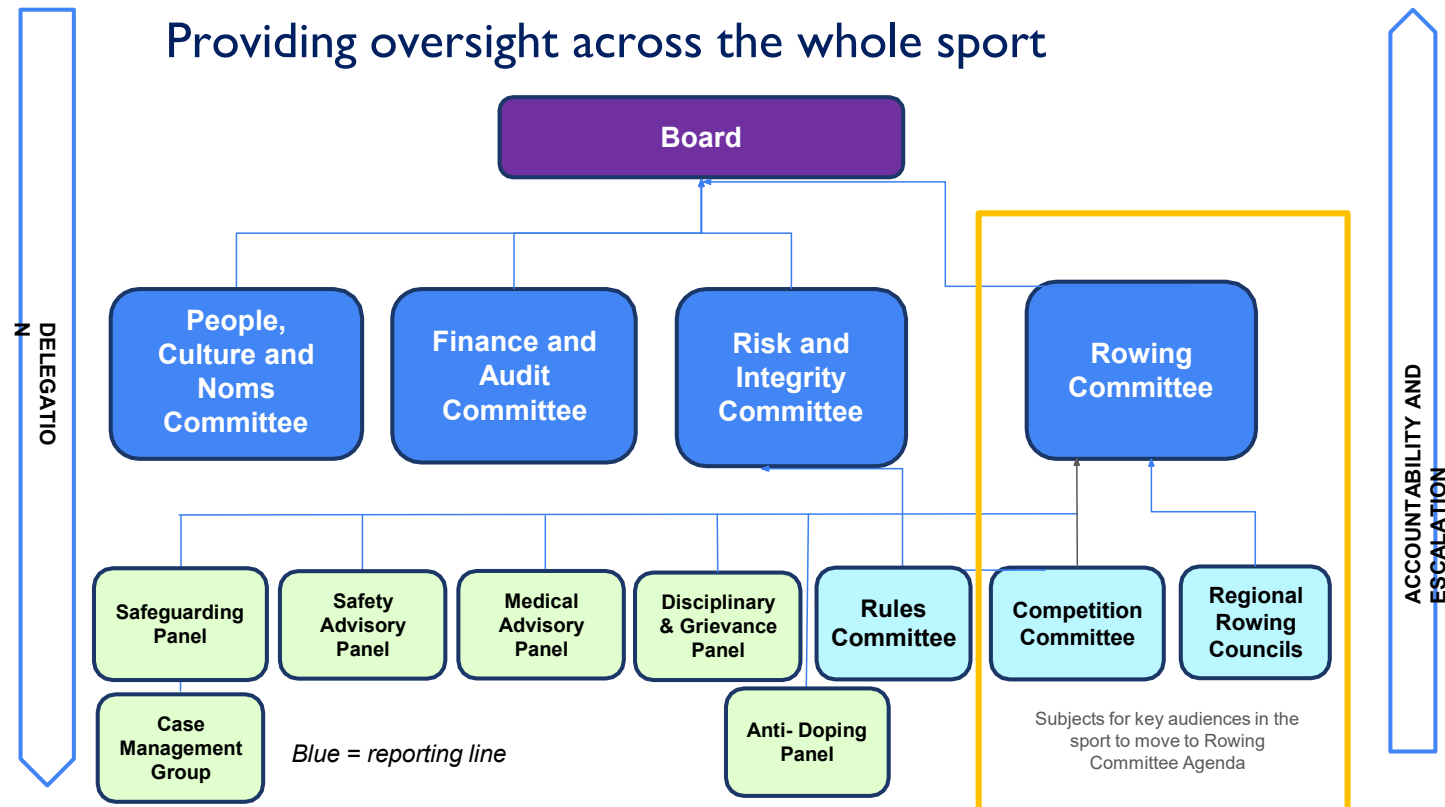 Providing oversight across the whole sport
Board
People,
Culture and
Noms
Committee
Finance and
Audit
Committee
Risk and
Integrity
Committee
Rowing
Committee
DELEGATIO
N
ACCOUNTABILITY AND
ESCALATION
Safeguarding
Panel
Safety
Advisory
Panel
Medical
Advisory
Panel
Disciplinary
& Grievance
Panel
Rules
Committee
Competition
Committee
Regional
Rowing
Councils
Case
Management
Group
Blue = reporting line
Anti- Doping
Panel
Subjects for key audiences in the
sport to move to Rowing
Committee Agenda